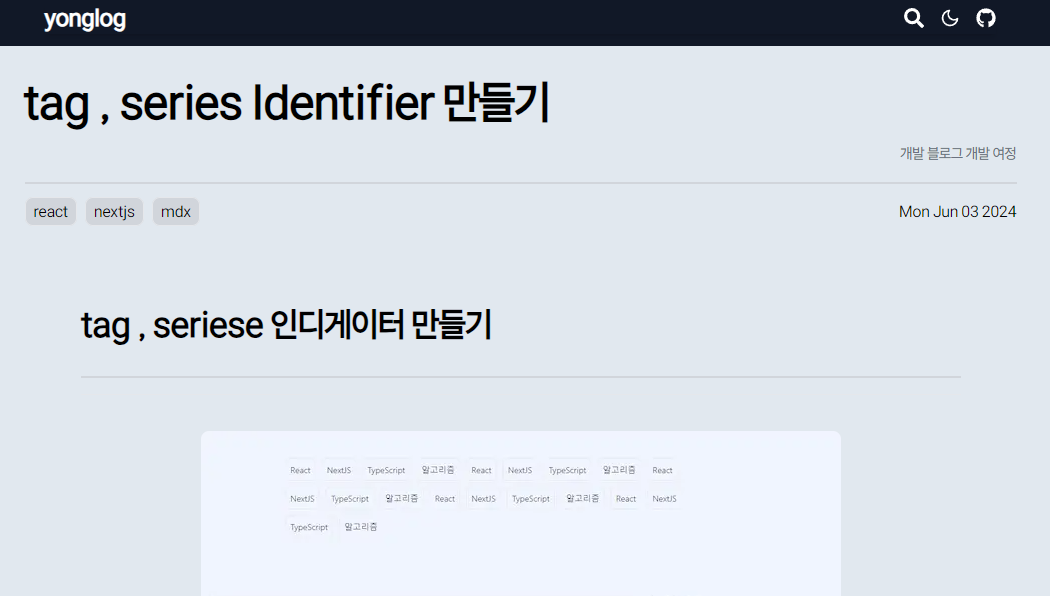 yonglog
tag , series Identifier 만들기
개발 블로그 개발 여정
react nextjs mdx Mon Jun 03 2024
tag , seriese 인디게이터 만들기
React NextJS TypeScript 알고리즘 React NextJS TypeScript 알고리즘 React
NextJS TypeScript 알고리즘 React NextJS TypeScript 알고리즘 React NextJS
TypeScript 알고리즘